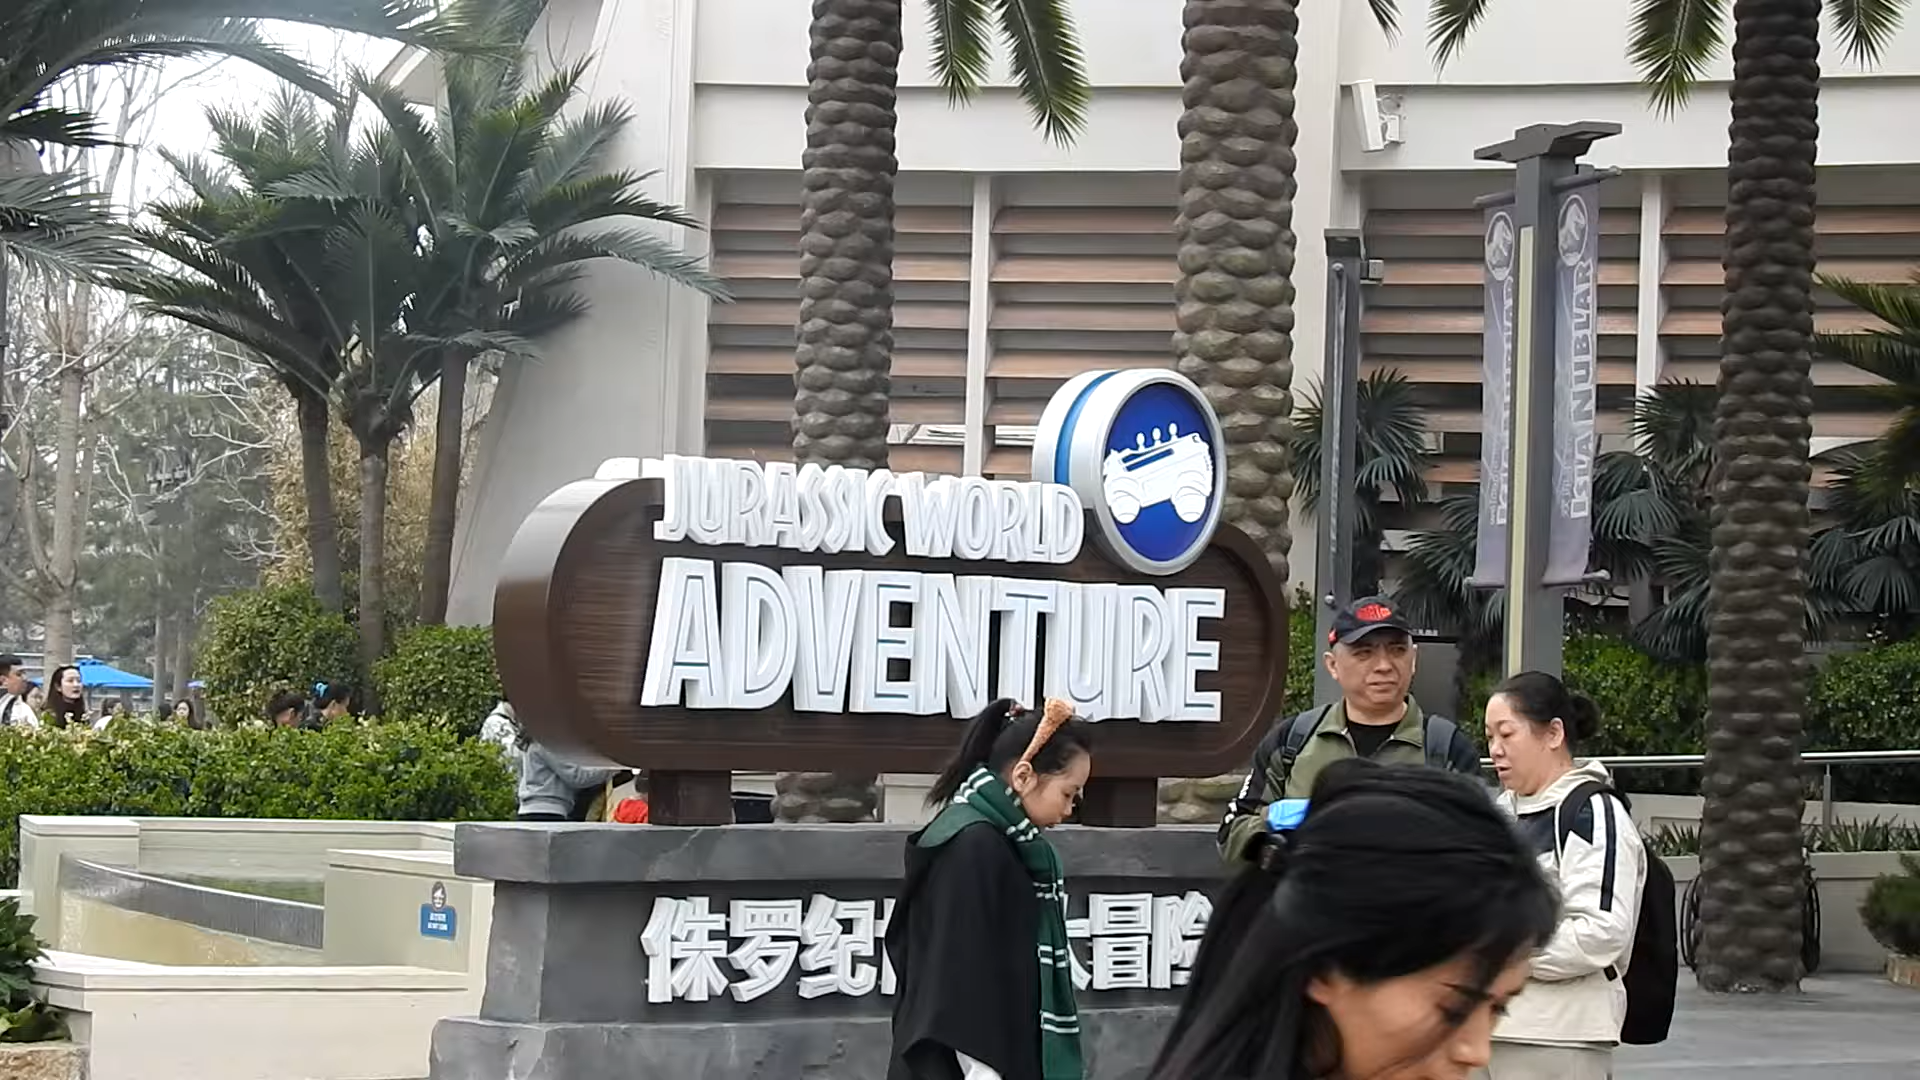 JURASSIC WORLD
ADVENTURE
侏罗纪
大冒险
ISLA NUBLAR